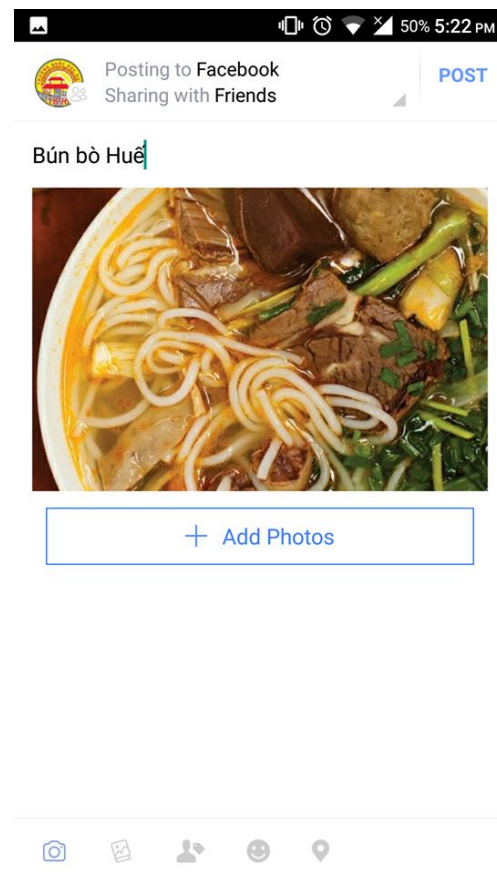 50% 5:22 PM
Posting to Facebook
Sharing with Friends
POST
Bún bò Huế
+ Add Photos